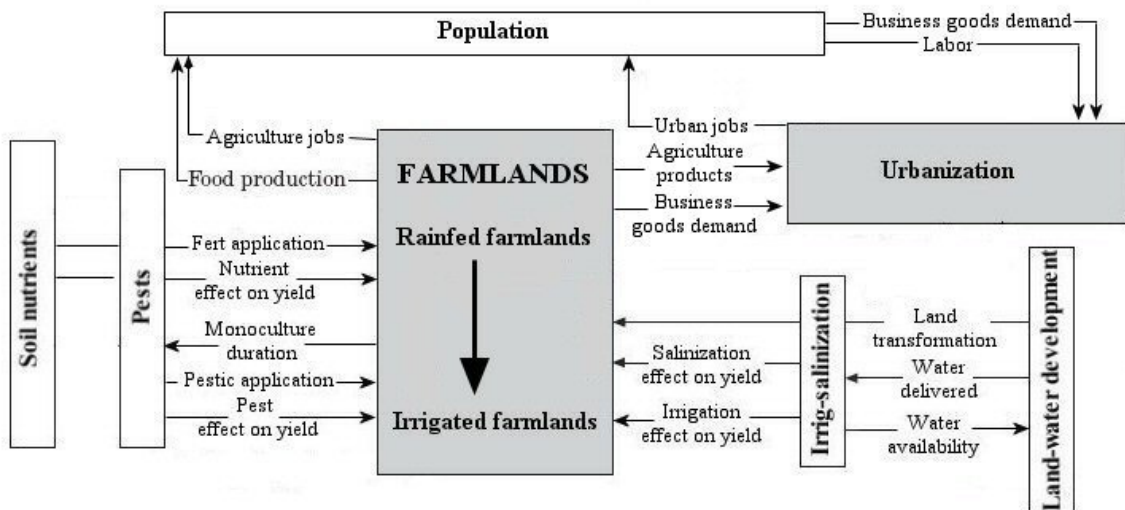 Population
Business goods demand
Labor
Agriculture jobs
Food production
Urban jobs
Agriculture
products
Business
goods demand
Urbanization
FARMLANDS
Rainfed farmlands
Irrigated farmlands
Soil nutrients
Pests
Fert application
Nutrient
effect on yield
Monoculture
duration
Pestic application
Pest
effect on yield
Salinization
effect on yield
Irrigation
effect on yield
Irrig-salinization
Land
transformation
Water
delivered
Water
availability
Land-water development